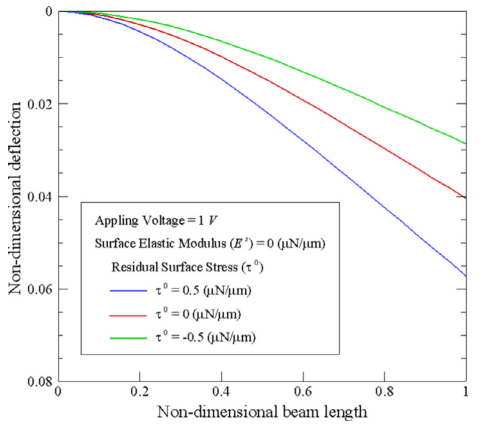 0
0.02
0.04
0.06
0.08
Non-dimensional deflection
Appling Voltage = 1 V
Surface Elastic Modulus (E^s) = 0 (μN/μm)
Residual Surface Stress (τ^0)
τ^0 = 0.5 (μN/μm)
τ^0 = 0 (μN/μm)
τ^0 = -0.5 (μN/μm)
0 0.2 0.4 0.6 0.8 1
Non-dimensional beam length